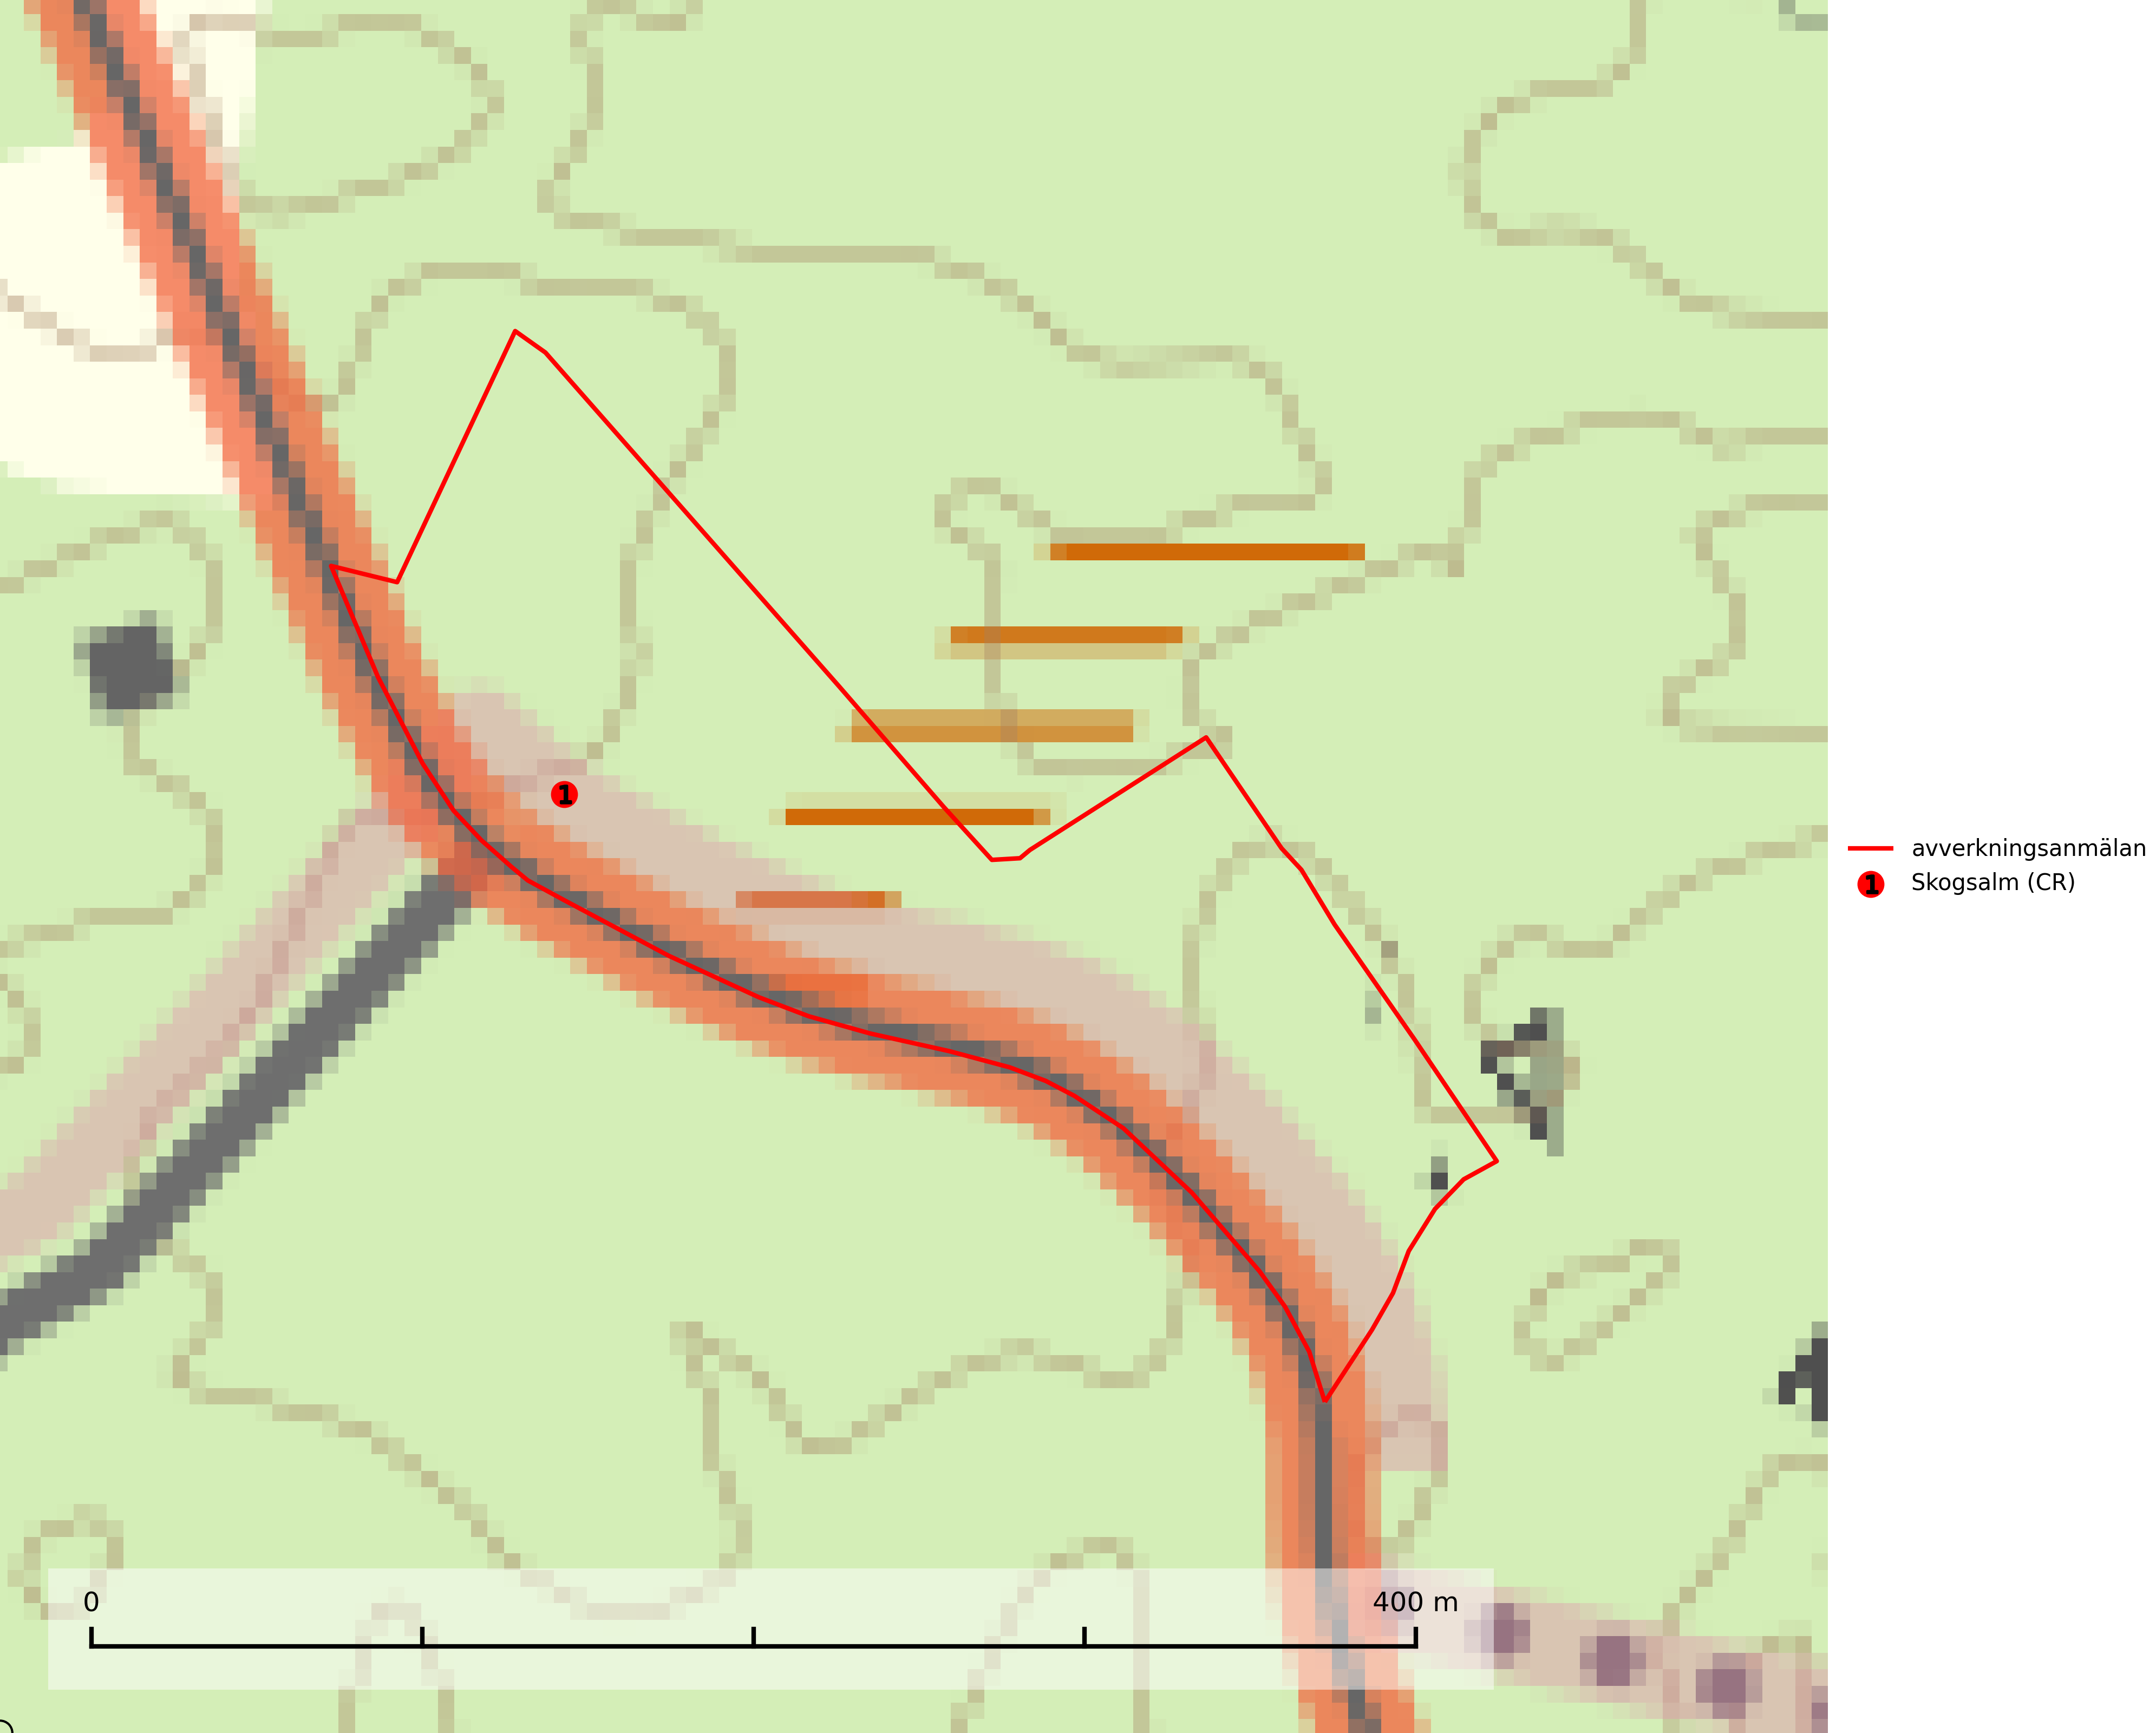 1
0
400 m
avverkningsanmälan
1 Skogsalm (CR)